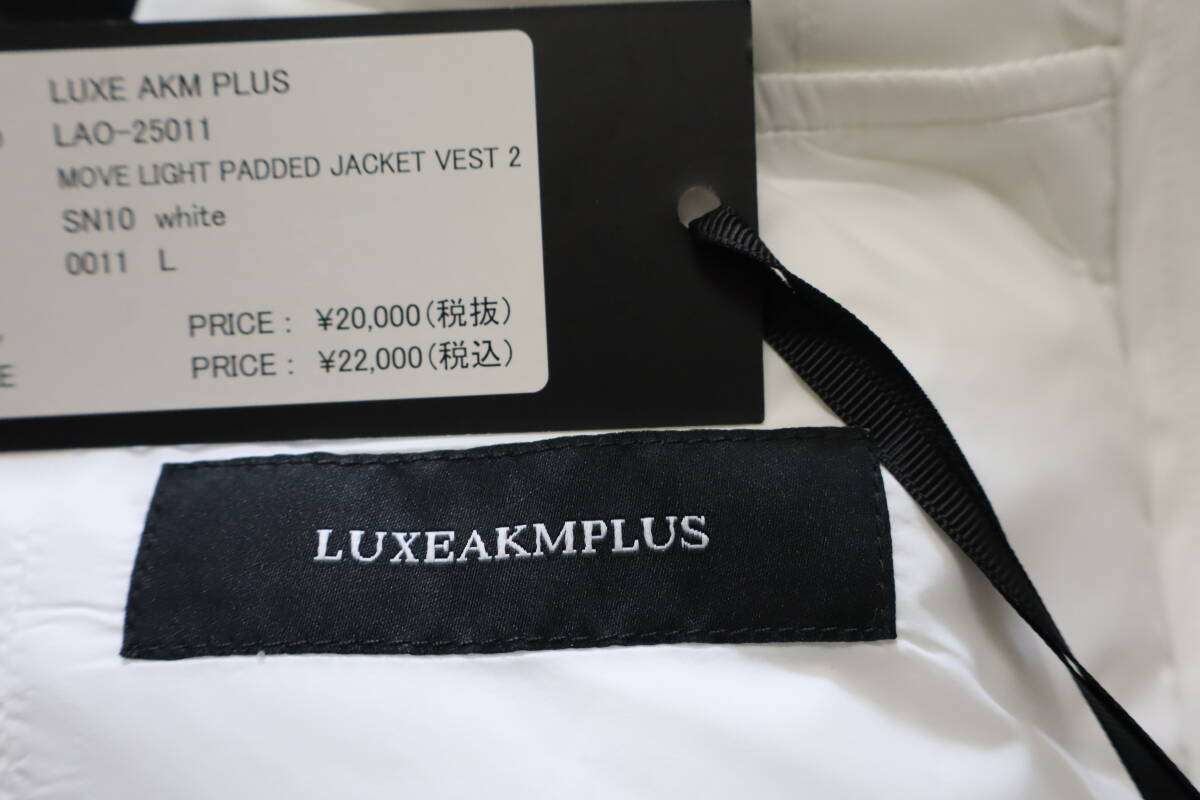 LUXE AKM PLUS
LAO-25011
MOVE LIGHT PADDED JACKET VEST 2
SN10 white
0011 L
PRICE : ¥20,000(税抜)
PRICE : ¥22,000(税込)
E
LUXEAKMPLUS